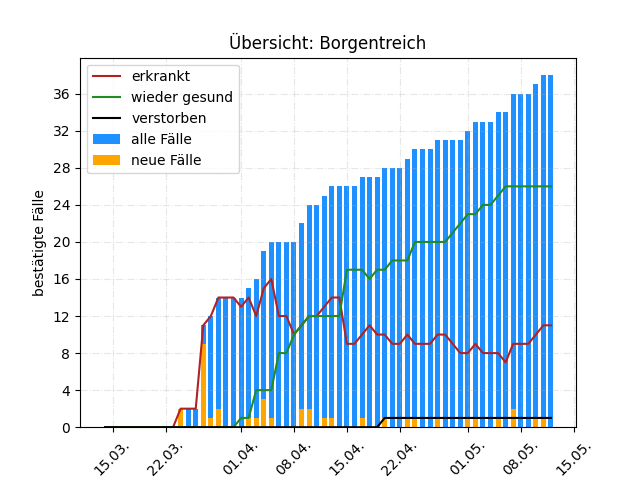 Übersicht: Borgentreich
erkrankt
wieder gesund
verstorben
alle Fälle
neue Fälle
bestätigte Fälle
36
32
28
24
20
16
12
8
4
0
15.03.
22.03.
01.04.
08.04.
15.04.
22.04.
01.05.
08.05.
15.05.